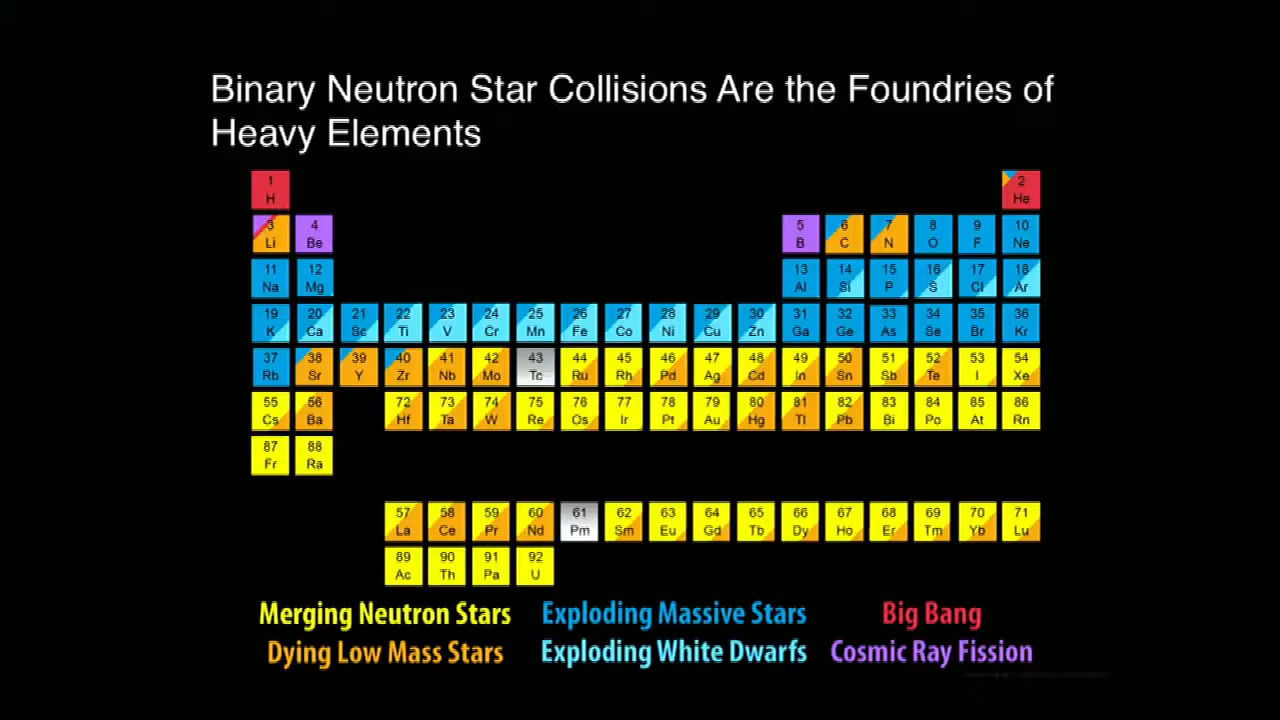 Binary Neutron Star Collisions Are the Foundries of
Heavy Elements
1 2
H He
3 4 5 6 7 8 9 10
Li Be B C N O F Ne
11 12 13 14 15 16 17 18
Na Mg Al Si P S Cl Ar
19 20 21 22 23 24 25 26 27 28 29 30 31 32 33 34 35 36
K Ca Sc Ti V Cr Mn Fe Co Ni Cu Zn Ga Ge As Se Br Kr
37 38 39 40 41 42 43 44 45 46 47 48 49 50 51 52 53 54
Rb Sr Y Zr Nb Mo Tc Ru Rh Pd Ag Cd In Sn Sb Te I Xe
55 56 72 73 74 75 76 77 78 79 80 81 82 83 84 85 86
Cs Ba Hf Ta W Re Os Ir Pt Au Hg Tl Pb Bi Po At Rn
87 88
Fr Ra
57 58 59 60 61 62 63 64 65 66 67 68 69 70 71
La Ce Pr Nd Pm Sm Eu Gd Tb Dy Ho Er Tm Yb Lu
89 90 91 92
Ac Th Pa U
Merging Neutron Stars Exploding Massive Stars Big Bang
Dying Low Mass Stars Exploding White Dwarfs Cosmic Ray Fission